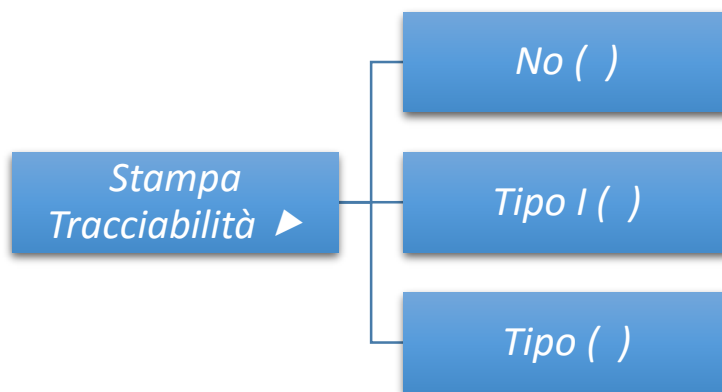 Stampa
Tracciabilità ▶
No ( )
Tipo I ( )
Tipo ( )